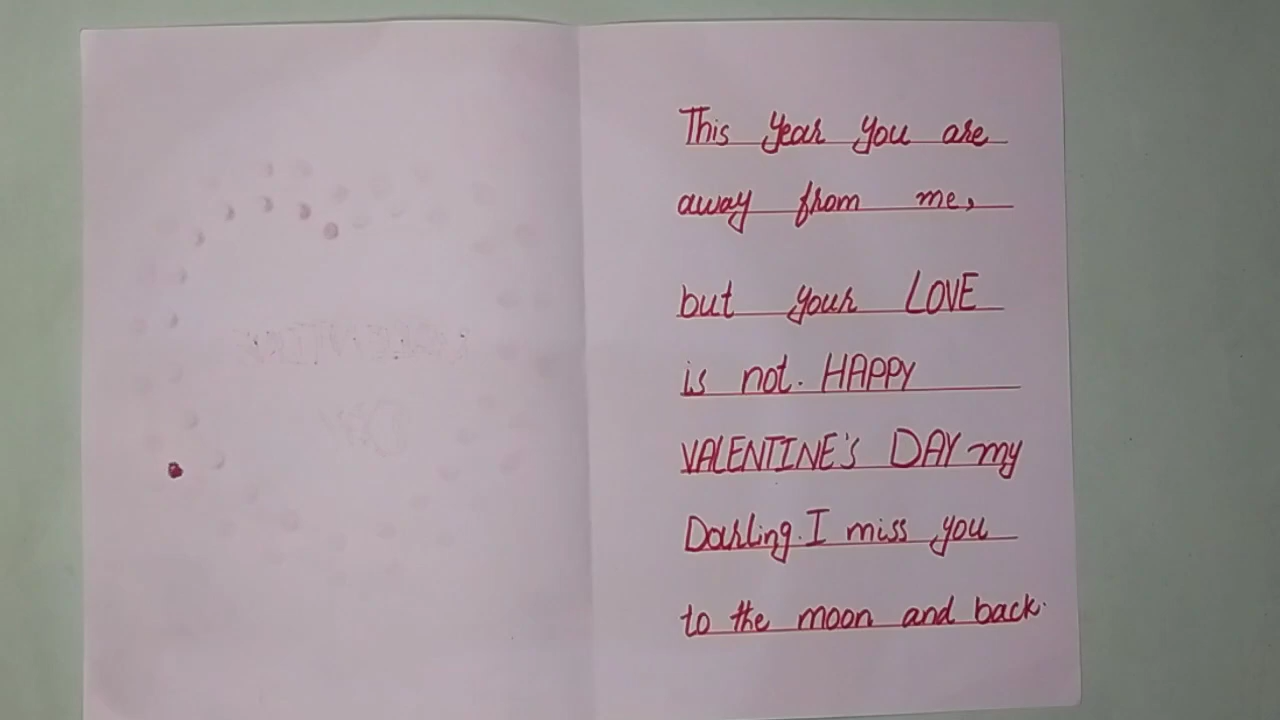 This year you are
away from me,
but your LOVE
is not. HAPPY
VALENTINE'S DAY my
Darling. I miss you
to the moon and back.